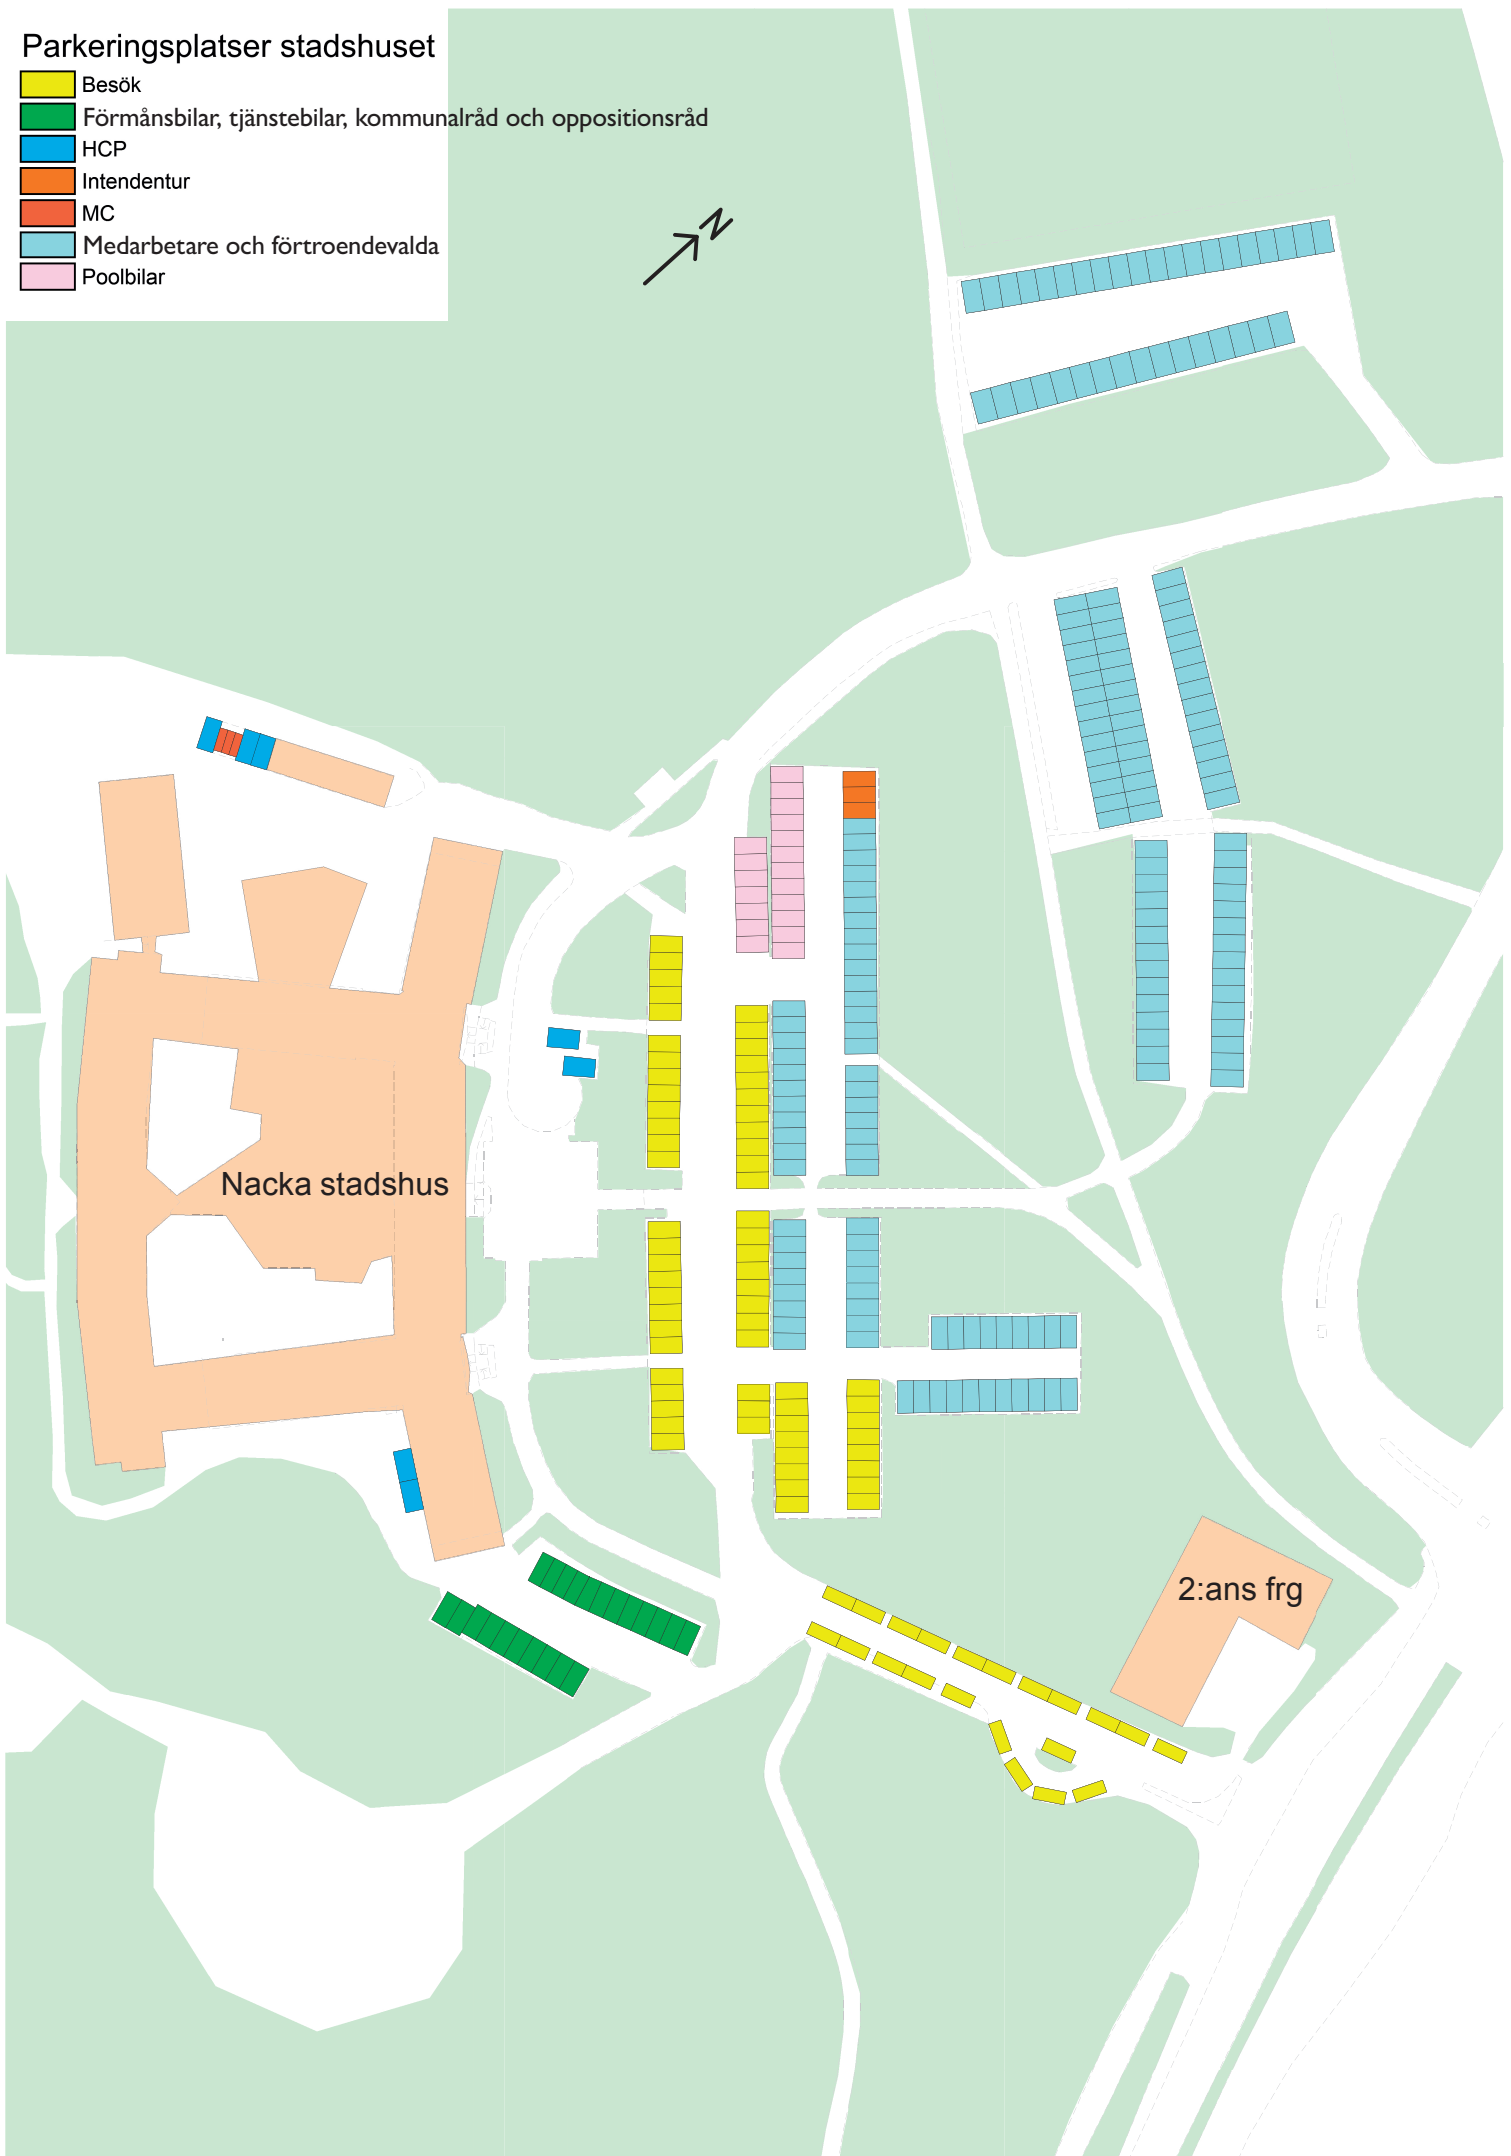 Parkeringsplatser stadshuset
Besök
Förmånsbilar, tjänstebilar, kommunalråd och oppositionsråd
HCP
Intendentur
MC
Medarbetare och förtroendevalda
Poolbilar
N
Nacka stadshus
2:ans frg